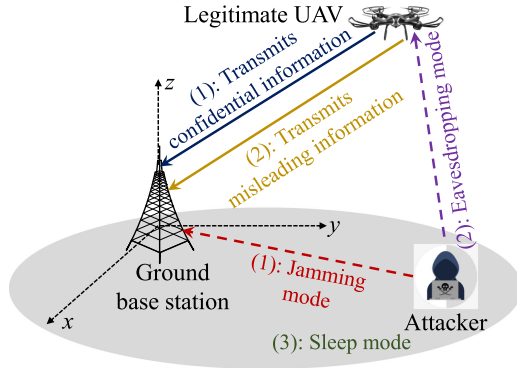 Legitimate UAV
z
(1): Transmits
confidential information
(2): Transmits
misleading information
(2): Eavesdropping mode
y
(1): Jamming
mode
Ground
base station
x
Attacker
(3): Sleep mode